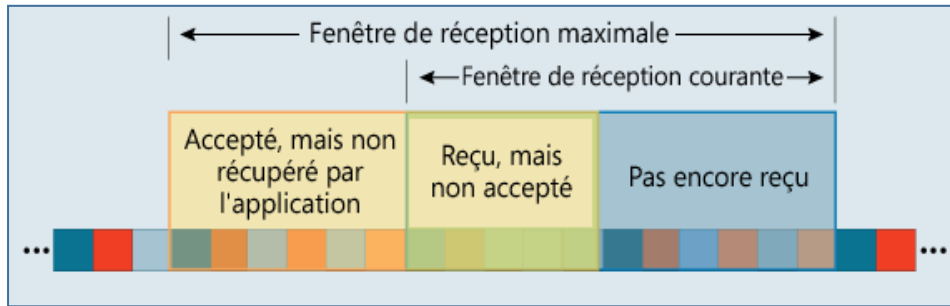 Fenêtre de réception maximale
Fenêtre de réception courante
Accepté, mais non
récupéré par
l'application
Reçu, mais
non accepté
Pas encore reçu
...
...